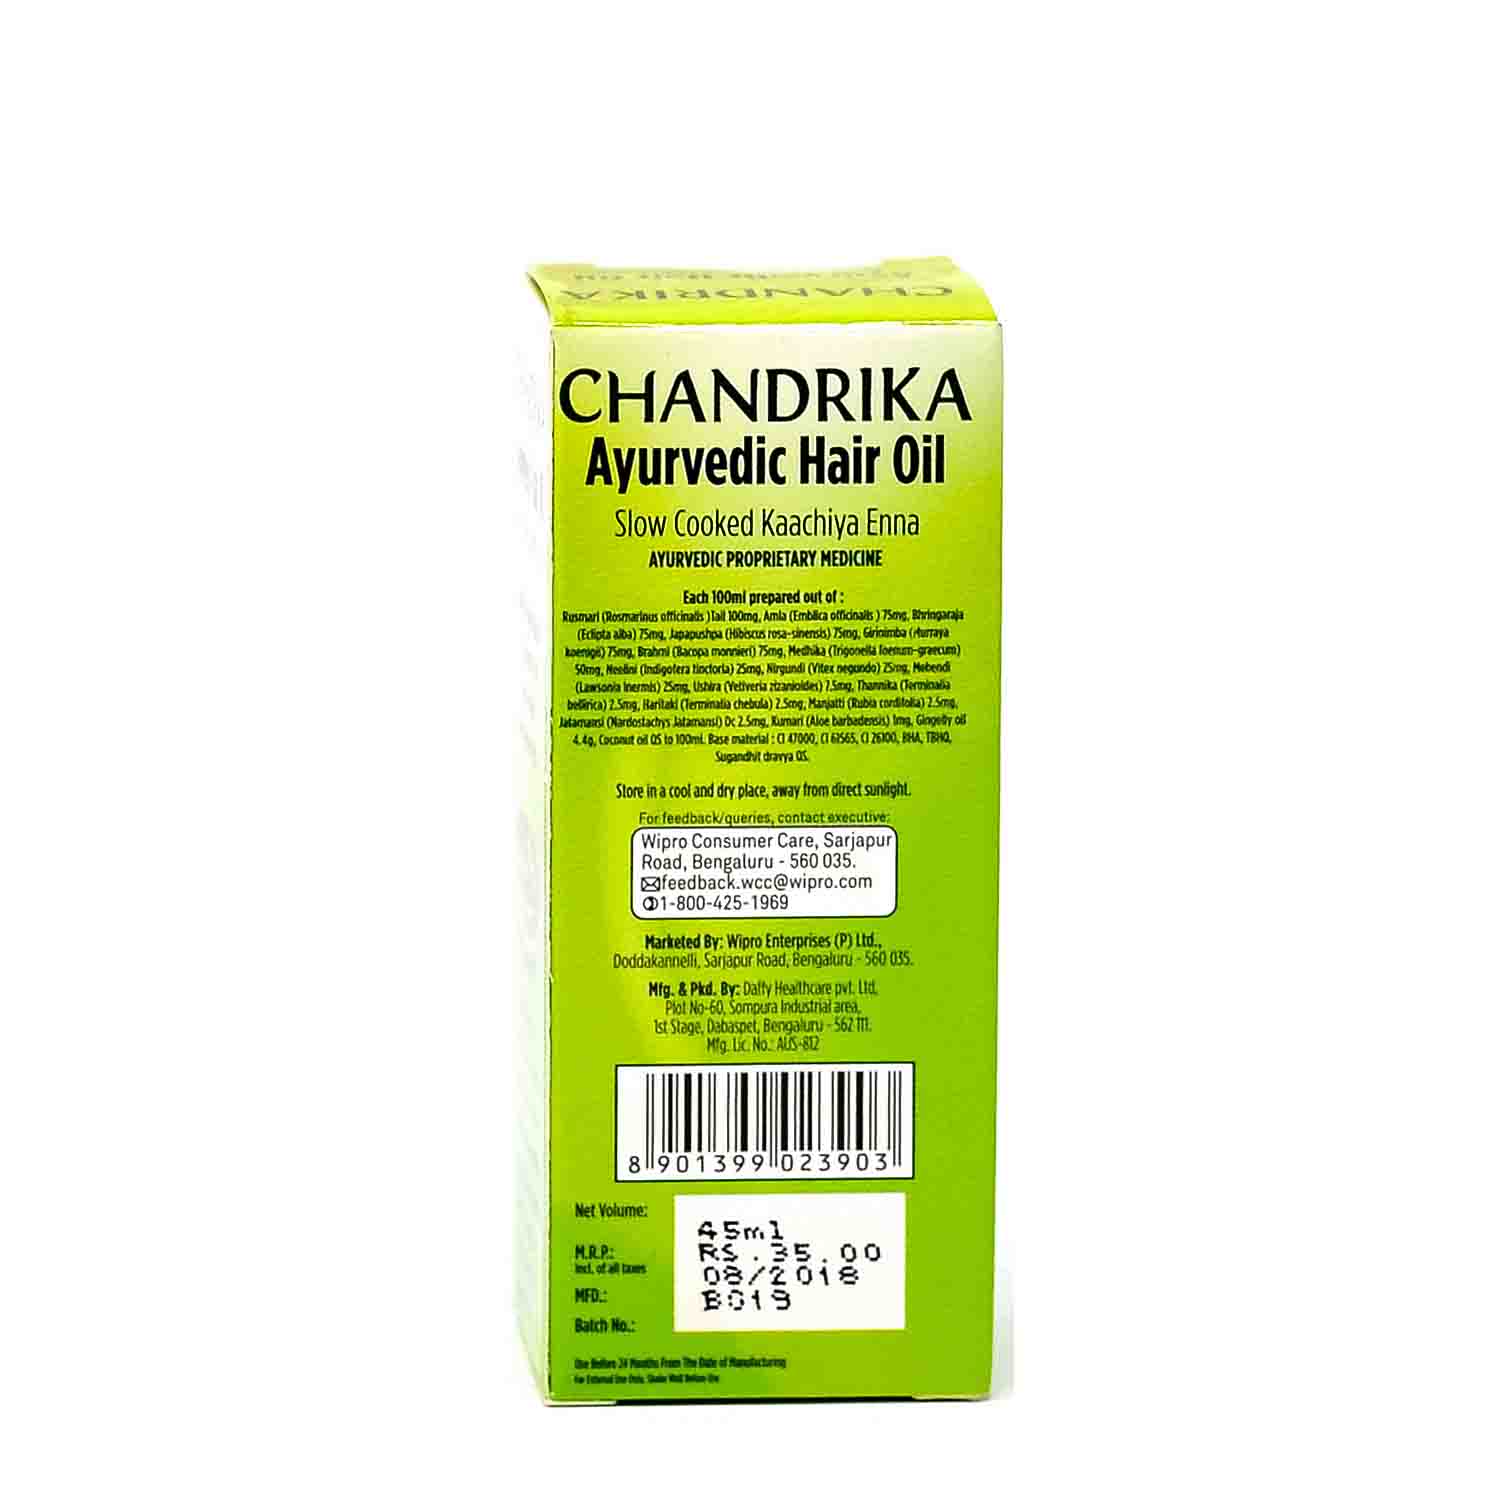 CHANDRIKA
CHANDRIKA
Ayurvedic Hair Oil
Slow Cooked Kaachiya Enna
AYURVEDIC PROPRIETARY MEDICINE
Each 100ml prepared out of :
Rusmari (Rosmarinus officinalis )Tail 100mg, Amla (Emblica officinalis ) 75mg, Bhringaraja
(Eclipta alba) 75mg, Japapushpa (Hibiscus rosa-sinensis) 75mg, Girinimba (Murraya
koenigii) 75mg, Brahmi (Bacopa monnieri) 75mg, Medhika (Trigonella foenum-graecum)
50mg, Neelini (Indigofera tinctoria) 25mg, Nirgundi (Vitex negundo) 25mg, Mehendi
(Lawsonia inermis) 25mg, Ushira (Vetiveria zizanioides) 7.5mg, Thannika (Terminalia
bellirica) 2.5mg, Haritaki (Terminalia chebula) 2.5mg, Manjatti (Rubia cordifolia) 2.5mg,
Jatamansi (Nardostachys Jatamansi) Dc 2.5mg, Kumari (Aloe barbadensis) 1mg, Gingelly oil
4.4g, Coconut oil QS to 100ml. Base material : CI 47000, CI 61565, CI 26100, BHA, TBHQ,
Sugandhit dravya QS.
Store in a cool and dry place, away from direct sunlight.
For feedback/queries, contact executive:
Wipro Consumer Care, Sarjapur
Road, Bengaluru - 560 035.
feedback.wcc@wipro.com
1-800-425-1969
Marketed By: Wipro Enterprises (P) Ltd.,
Doddakannelli, Sarjapur Road, Bengaluru - 560 035.
Mfg. & Pkd. By: Daffy Healthcare pvt. Ltd,
Plot No-60, Sompura Industrial area,
1st Stage, Dabaspet, Bengaluru - 562 111.
Mfg. Lic. No.: AUS-812
8 901399 023903
Net Volume: 45ml
M.R.P.: RS.35.00
Incl. of all taxes
MFD.: 08/2018
Batch No.: B019
Use Before 24 Months From The Date of Manufacturing
For External Use Only. Shake Well Before Use